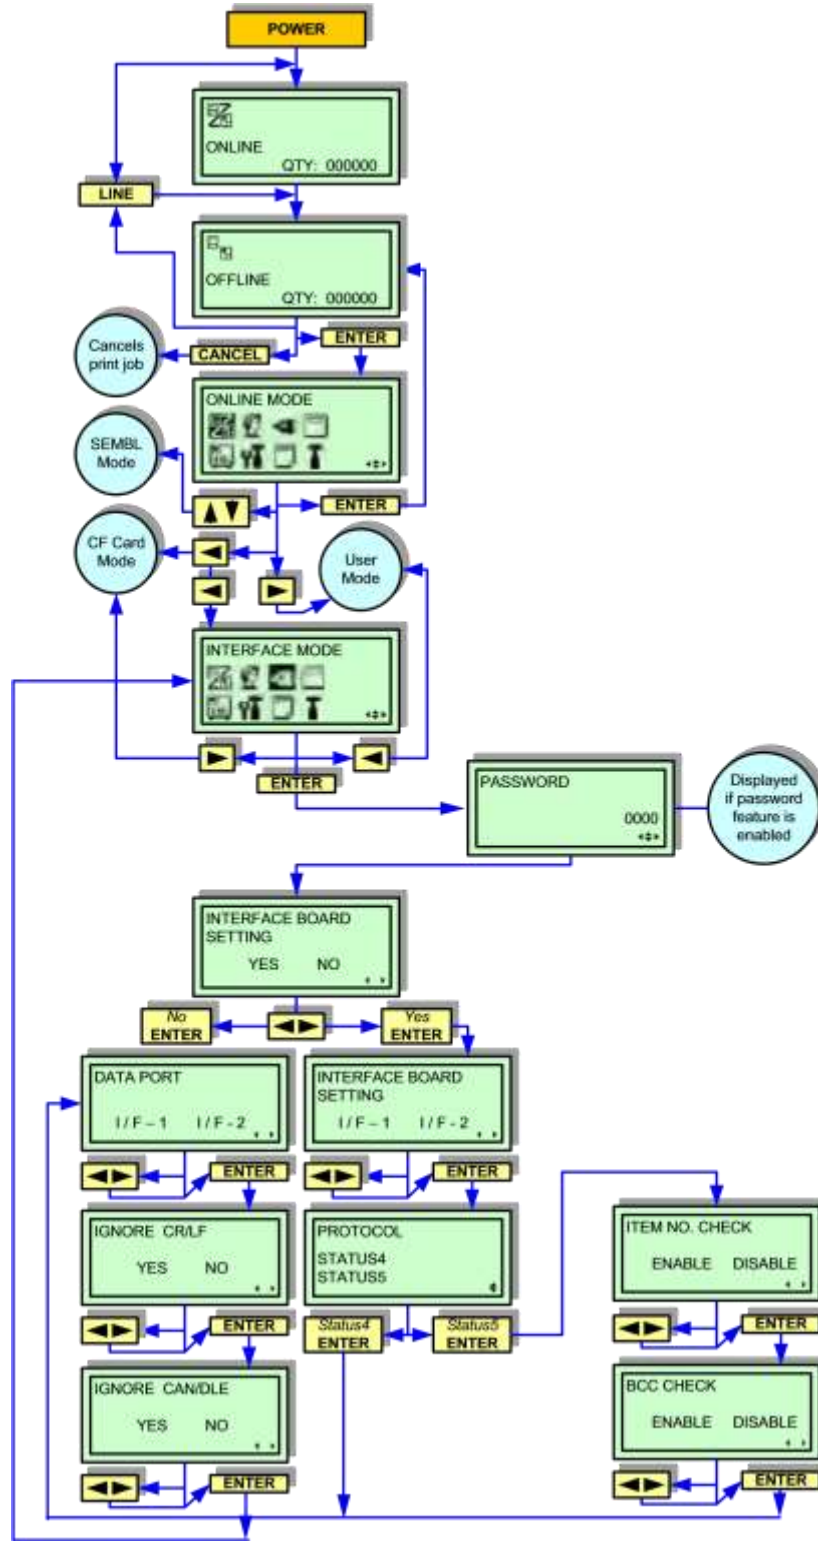 POWER
ONLINE
QTY: 000000
LINE
OFFLINE
QTY: 000000
ENTER
CANCEL
Cancels
print job
ONLINE MODE
SEMBL
Mode
ENTER
CF Card
Mode
User
Mode
INTERFACE MODE
ENTER
PASSWORD
0000
Displayed
if password
feature is
enabled
INTERFACE BOARD
SETTING
YES NO
No
ENTER
Yes
ENTER
DATA PORT
I / F – 1 I / F - 2
INTERFACE BOARD
SETTING
I / F – 1 I / F - 2
ENTER
ENTER
IGNORE CR/LF
YES NO
PROTOCOL
STATUS4
STATUS5
ITEM NO. CHECK
ENABLE DISABLE
ENTER
Status4
ENTER
Status5
ENTER
ENTER
IGNORE CAN/DLE
YES NO
BCC CHECK
ENABLE DISABLE
ENTER
ENTER